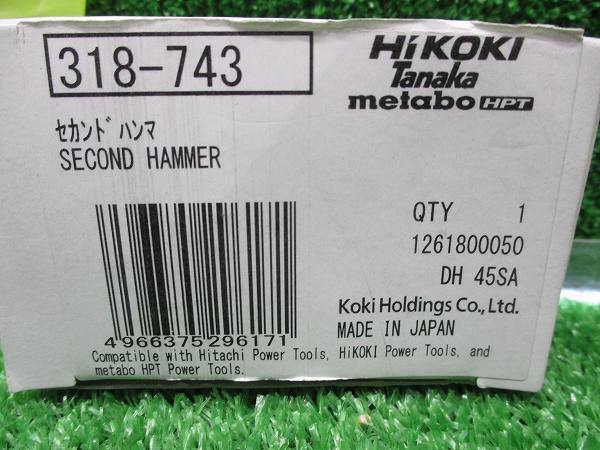 318-743
HiKOKI
Tanaka
metabo HPT
セカンドハンマ
SECOND HAMMER
QTY 1
1261800050
DH 45SA
Koki Holdings Co.,Ltd.
MADE IN JAPAN
4966375296171
Compatible with Hitachi Power Tools, HiKOKI Power Tools, and
metabo HPT Power Tools.